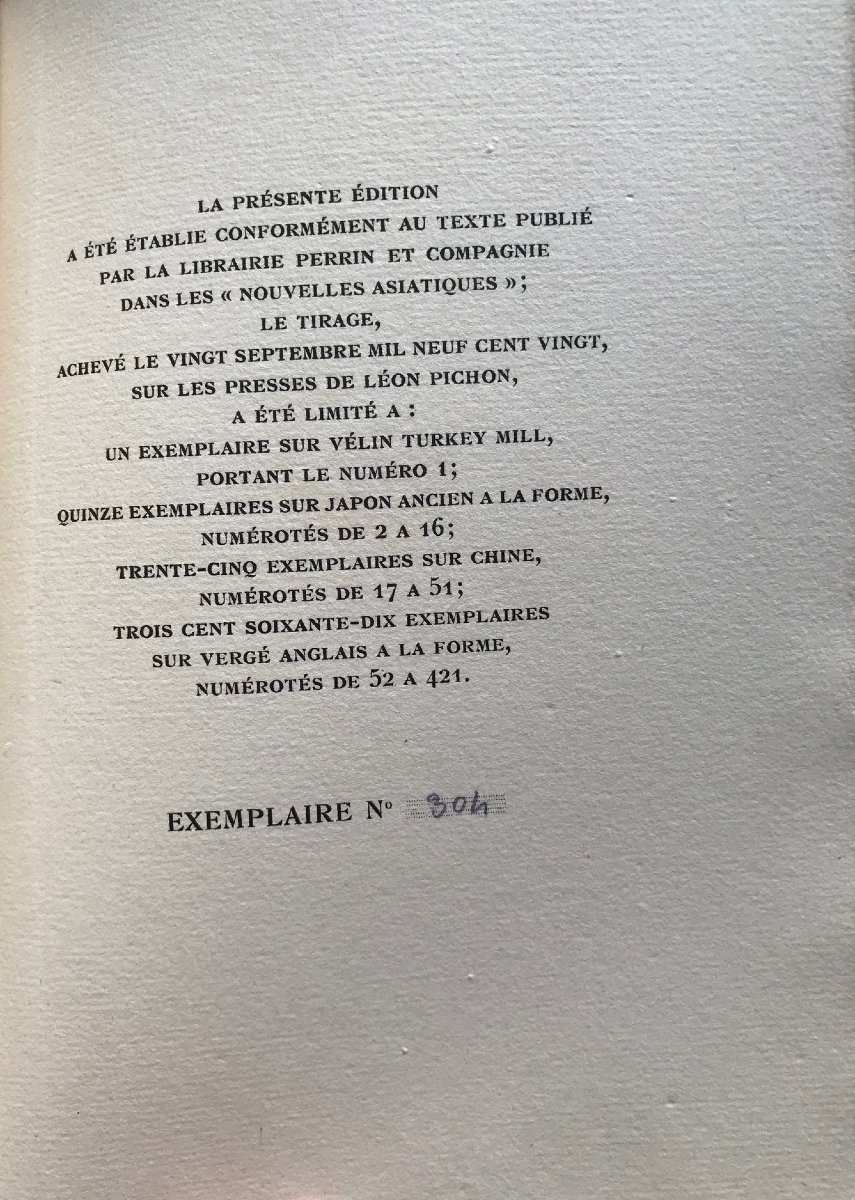 LA PRÉSENTE ÉDITION
A ÉTÉ ÉTABLIE CONFORMÉMENT AU TEXTE PUBLIÉ
PAR LA LIBRAIRIE PERRIN ET COMPAGNIE
DANS LES « NOUVELLES ASIATIQUES » ;
LE TIRAGE,
ACHEVÉ LE VINGT SEPTEMBRE MIL NEUF CENT VINGT,
SUR LES PRESSES DE LÉON PICHON,
A ÉTÉ LIMITÉ A :
UN EXEMPLAIRE SUR VÉLIN TURKEY MILL,
PORTANT LE NUMÉRO 1;
QUINZE EXEMPLAIRES SUR JAPON ANCIEN A LA FORME,
NUMÉROTÉS DE 2 A 16;
TRENTE-CINQ EXEMPLAIRES SUR CHINE,
NUMÉROTÉS DE 17 A 51;
TROIS CENT SOIXANTE-DIX EXEMPLAIRES
SUR VERGÉ ANGLAIS A LA FORME,
NUMÉROTÉS DE 52 A 421.
EXEMPLAIRE Nº 304